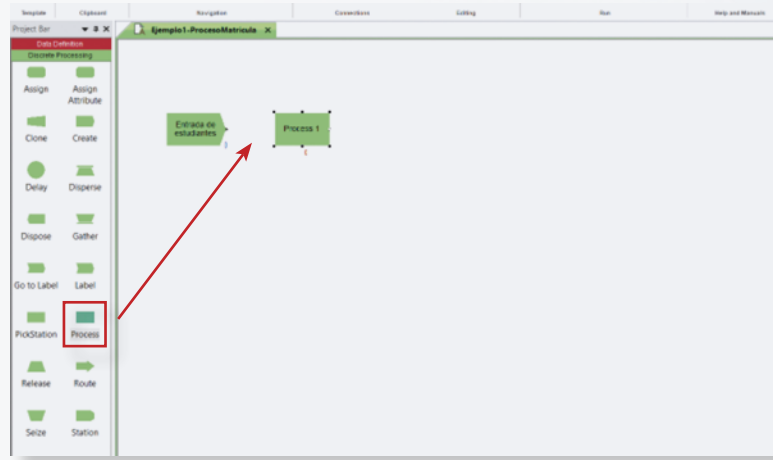 Template Clipboard Navigation Connections Editing Run Help and Manuals
Project Bar
Ejemplo1-ProcesoMatricula X
Data Definition
Discrete Processing
Assign Assign Attribute
Clone Create
Delay Disperse
Dispose Gather
Go to Label Label
PickStation Process
Release Route
Seize Station
Entrada de
estudiantes
Process 1